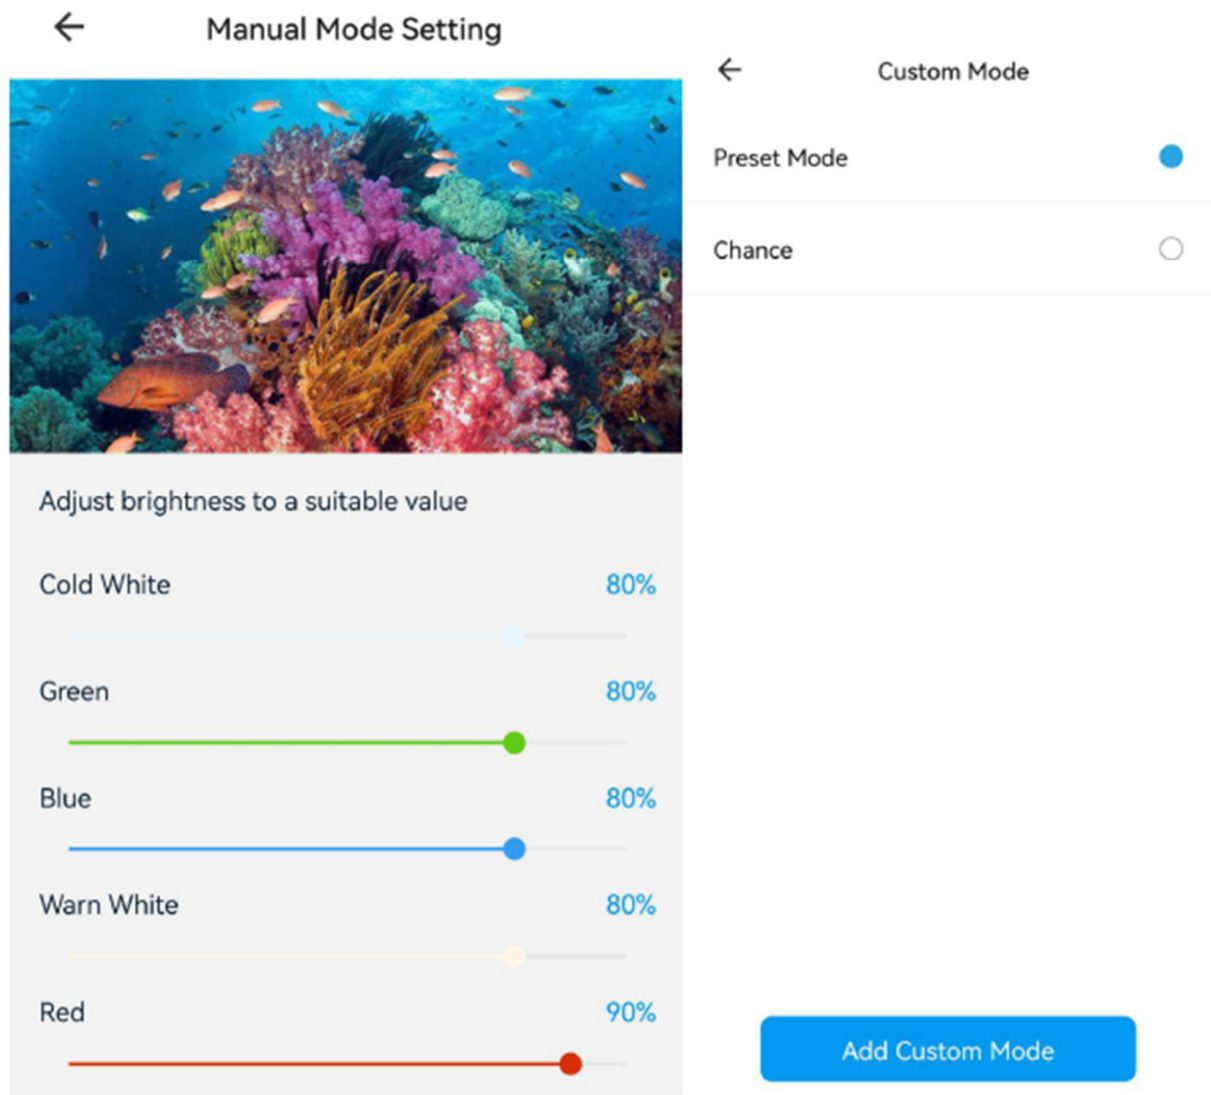 Manual Mode Setting
Adjust brightness to a suitable value
Cold White 80%
Green 80%
Blue 80%
Warn White 80%
Red 90%
Custom Mode
Preset Mode
Chance
Add Custom Mode